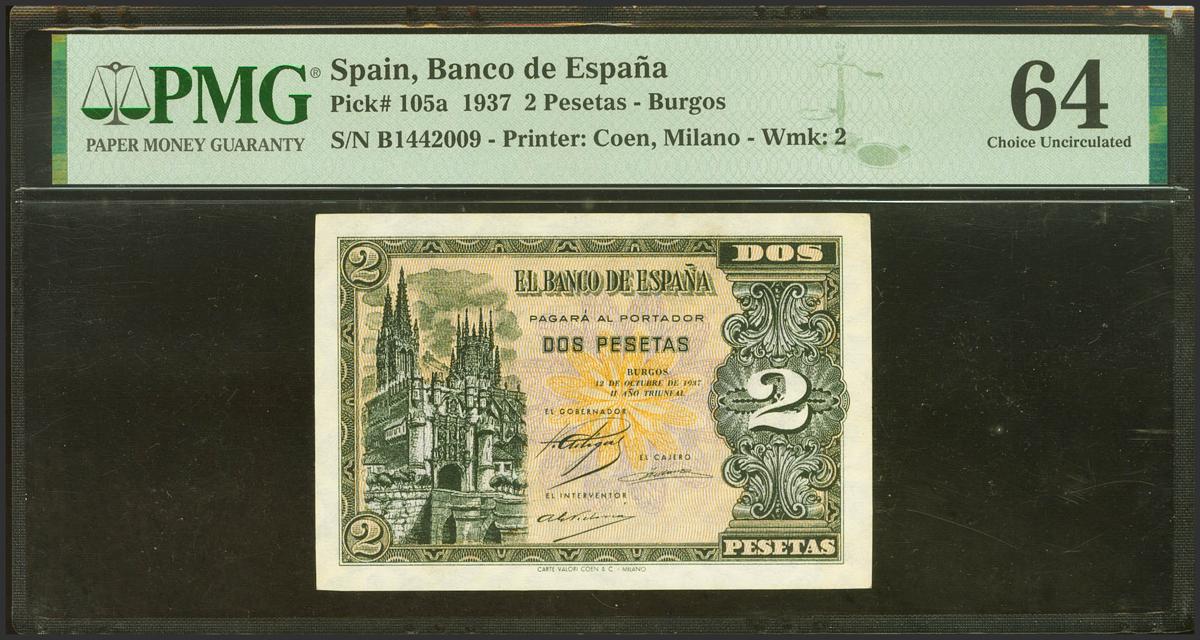 PMG®
PAPER MONEY GUARANTY
Spain, Banco de España
Pick# 105a 1937 2 Pesetas - Burgos
S/N B1442009 - Printer: Coen, Milano - Wmk: 2
64
Choice Uncirculated
2
DOS
EL BANCO DE ESPAÑA
PAGARÁ AL PORTADOR
DOS PESETAS
BURGOS
12 DE OCTUBRE DE 1937
II AÑO TRIUNFAL
2
EL GOBERNADOR
EL CAJERO
EL INTERVENTOR
2
PESETAS
CARTE-VALORI COEN & C. - MILANO